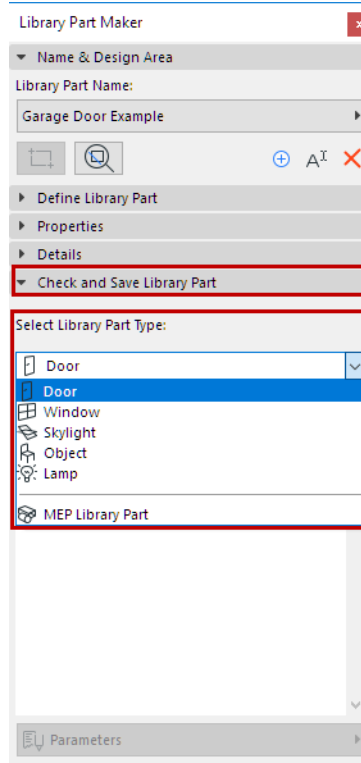 Library Part Maker
Name & Design Area
Library Part Name:
Garage Door Example
Define Library Part
Properties
Details
Check and Save Library Part
Select Library Part Type:
Door
Door
Window
Skylight
Object
Lamp
MEP Library Part
Parameters